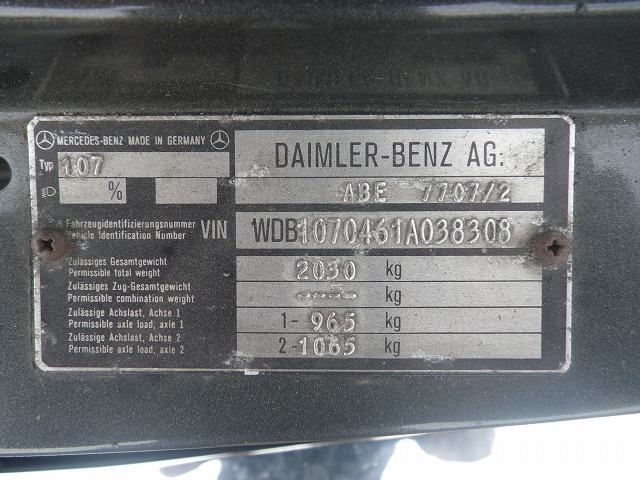 MERCEDES-BENZ MADE IN GERMANY
Typ 107
%
DAIMLER-BENZ AG:
ABE 7707/2
Fahrzeugidentifizierungsnummer
Vehicle Identification Number
VIN WDB1070461A038308
Zulässiges Gesamtgewicht
Permissible total weight
2030 kg
Zulässiges Zug-Gesamtgewicht
Permissible combination weight
kg
Zulässige Achslast, Achse 1
Permissible axle load, axle 1
1- 965 kg
Zulässige Achslast, Achse 2
Permissible axle load, axle 2
2- 1065 kg